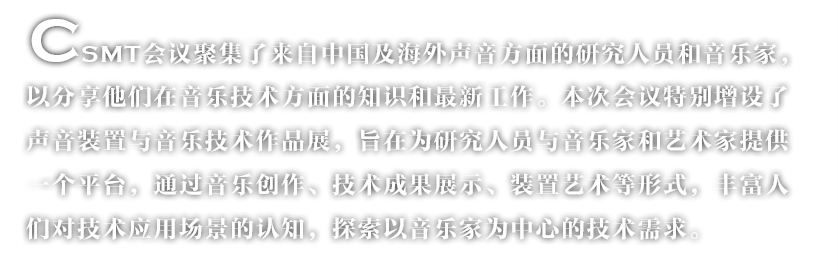 CSMT会议聚集了来自中国及海外声音方面的研究人员和音乐家，
以分享他们在音乐技术方面的知识和最新工作。本次会议特别增设了
声音装置与音乐技术作品展，旨在为研究人员与音乐家和艺术家提供
一个平台，通过音乐创作、技术成果展示、装置艺术等形式，丰富人
们对技术应用场景的认知，探索以音乐家为中心的技术需求。